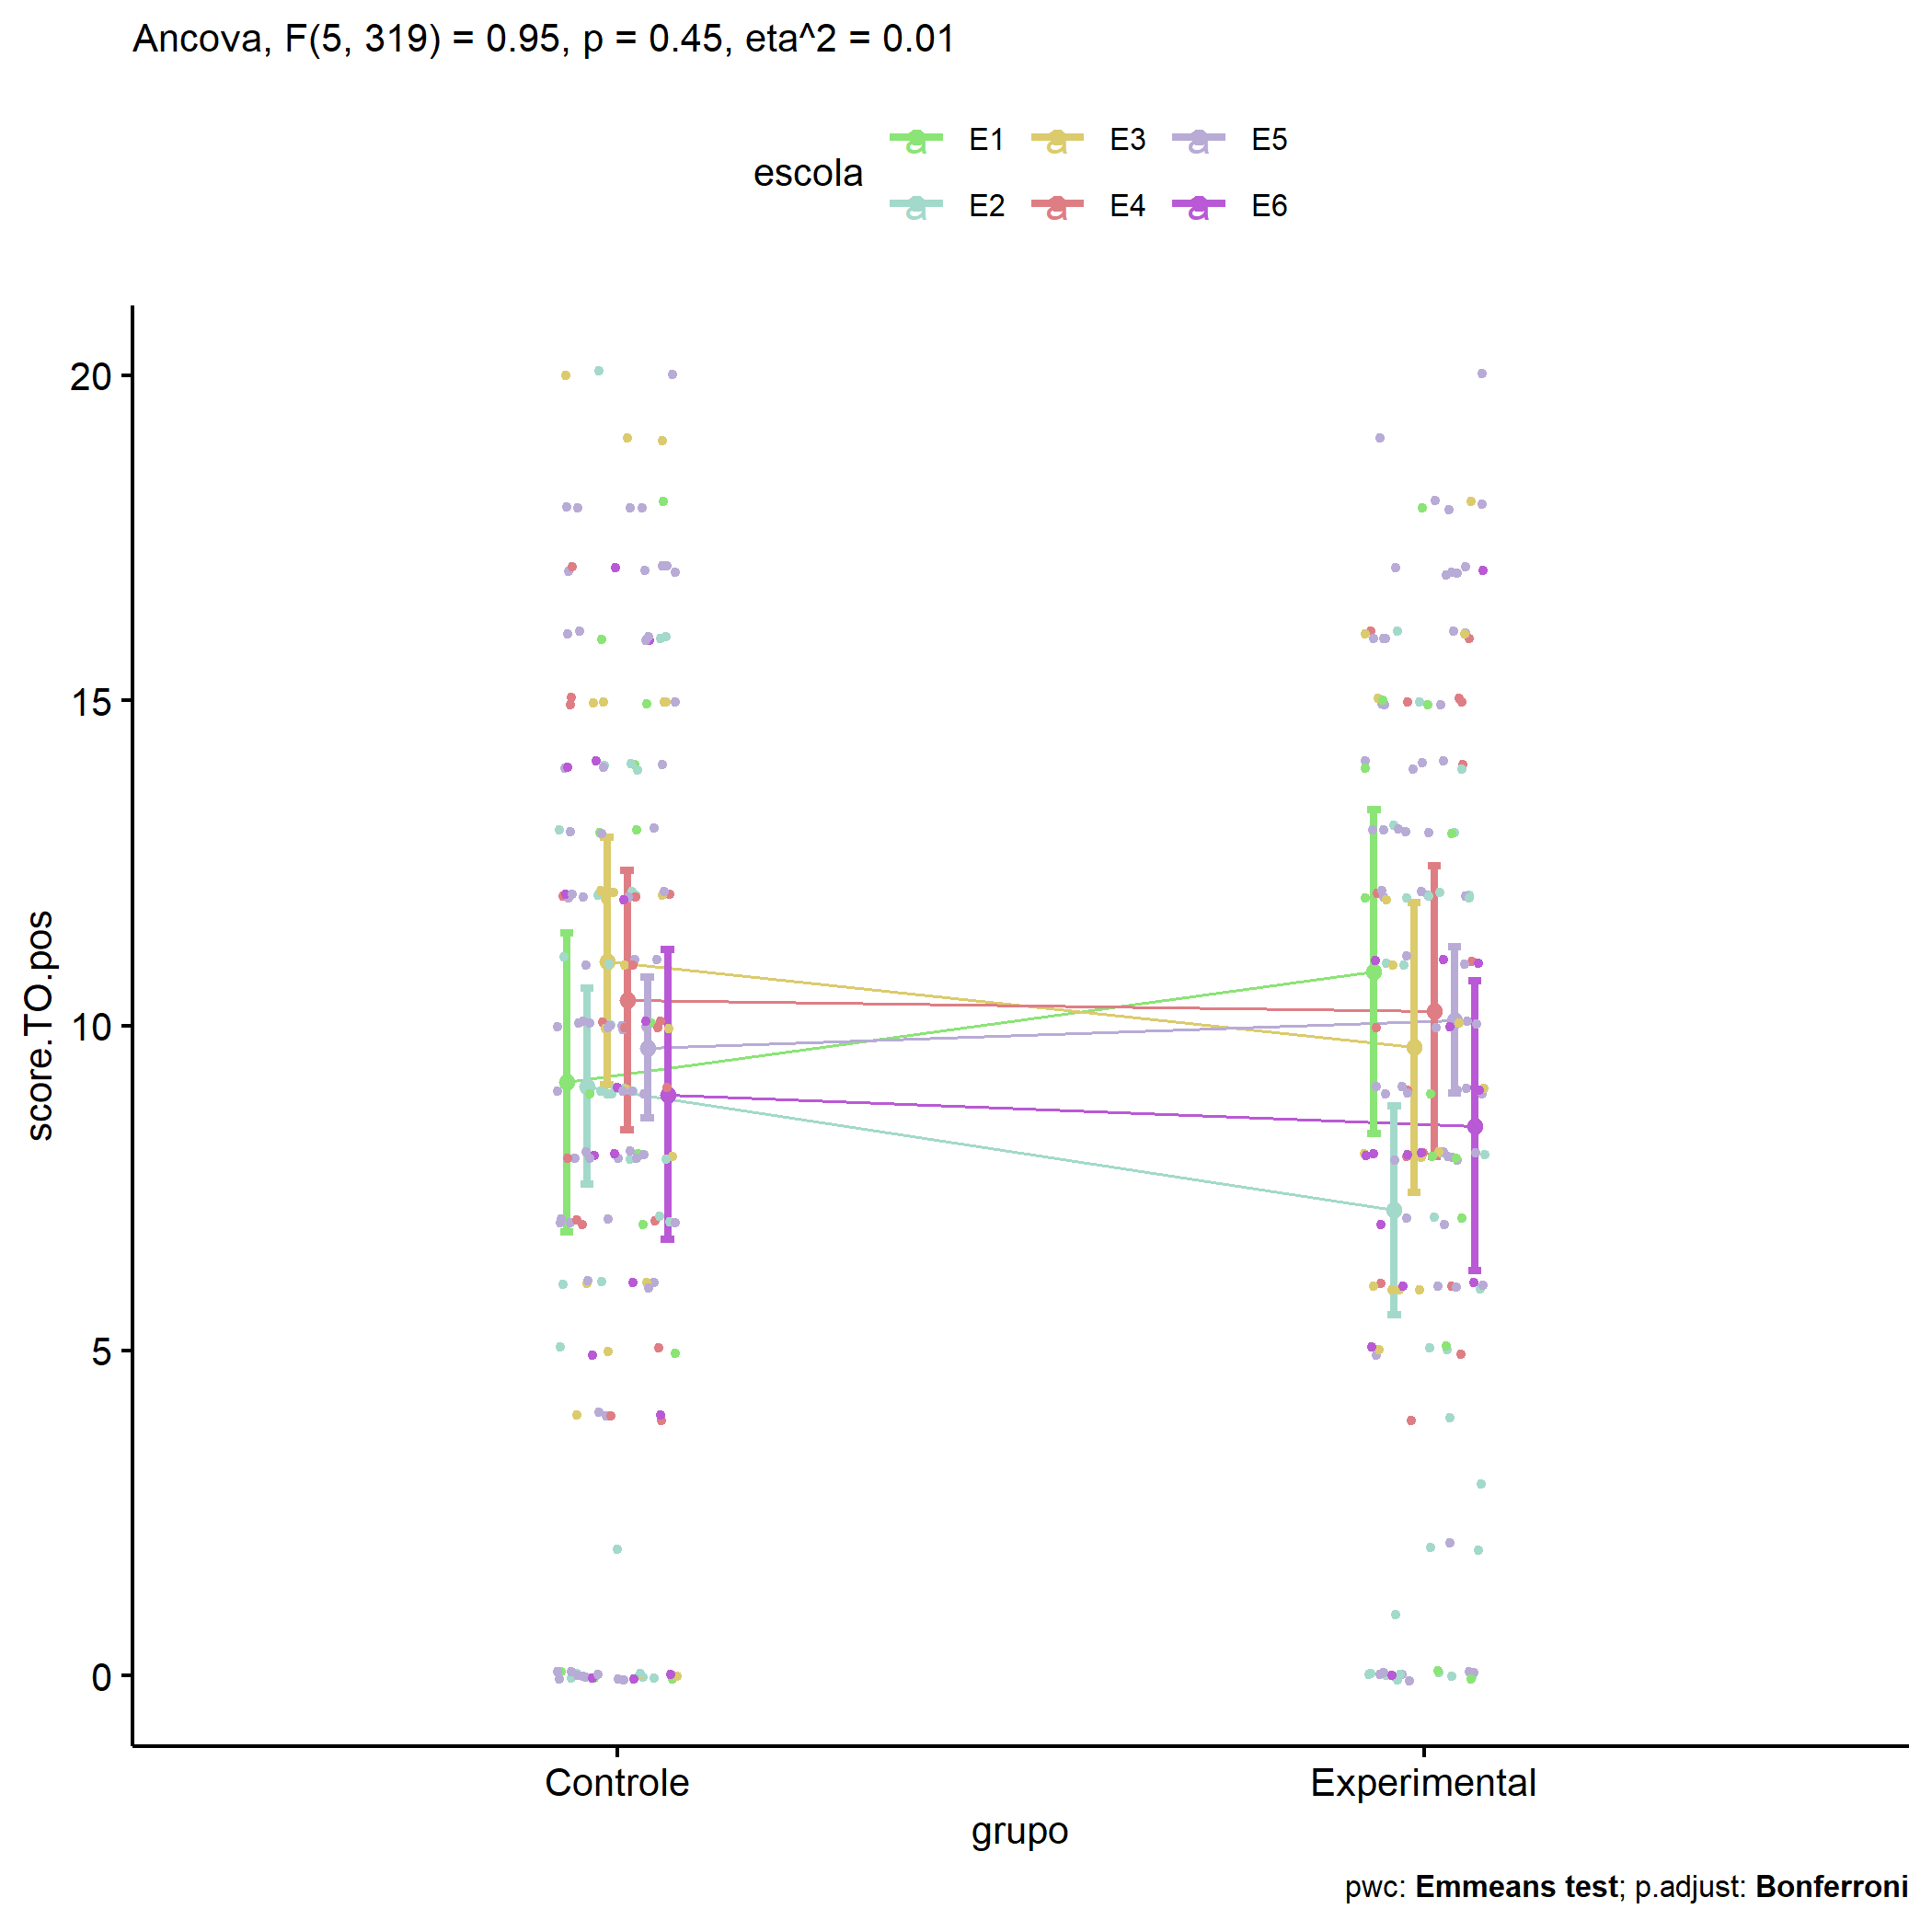 Ancova, F(5, 319) = 0.95, p = 0.45, eta^2 = 0.01
escola
a E1 a E3 a E5
a E2 a E4 a E6
20
15
10
5
0
score.TO.pos
Controle Experimental
grupo
pwc: Emmeans test; p.adjust: Bonferroni